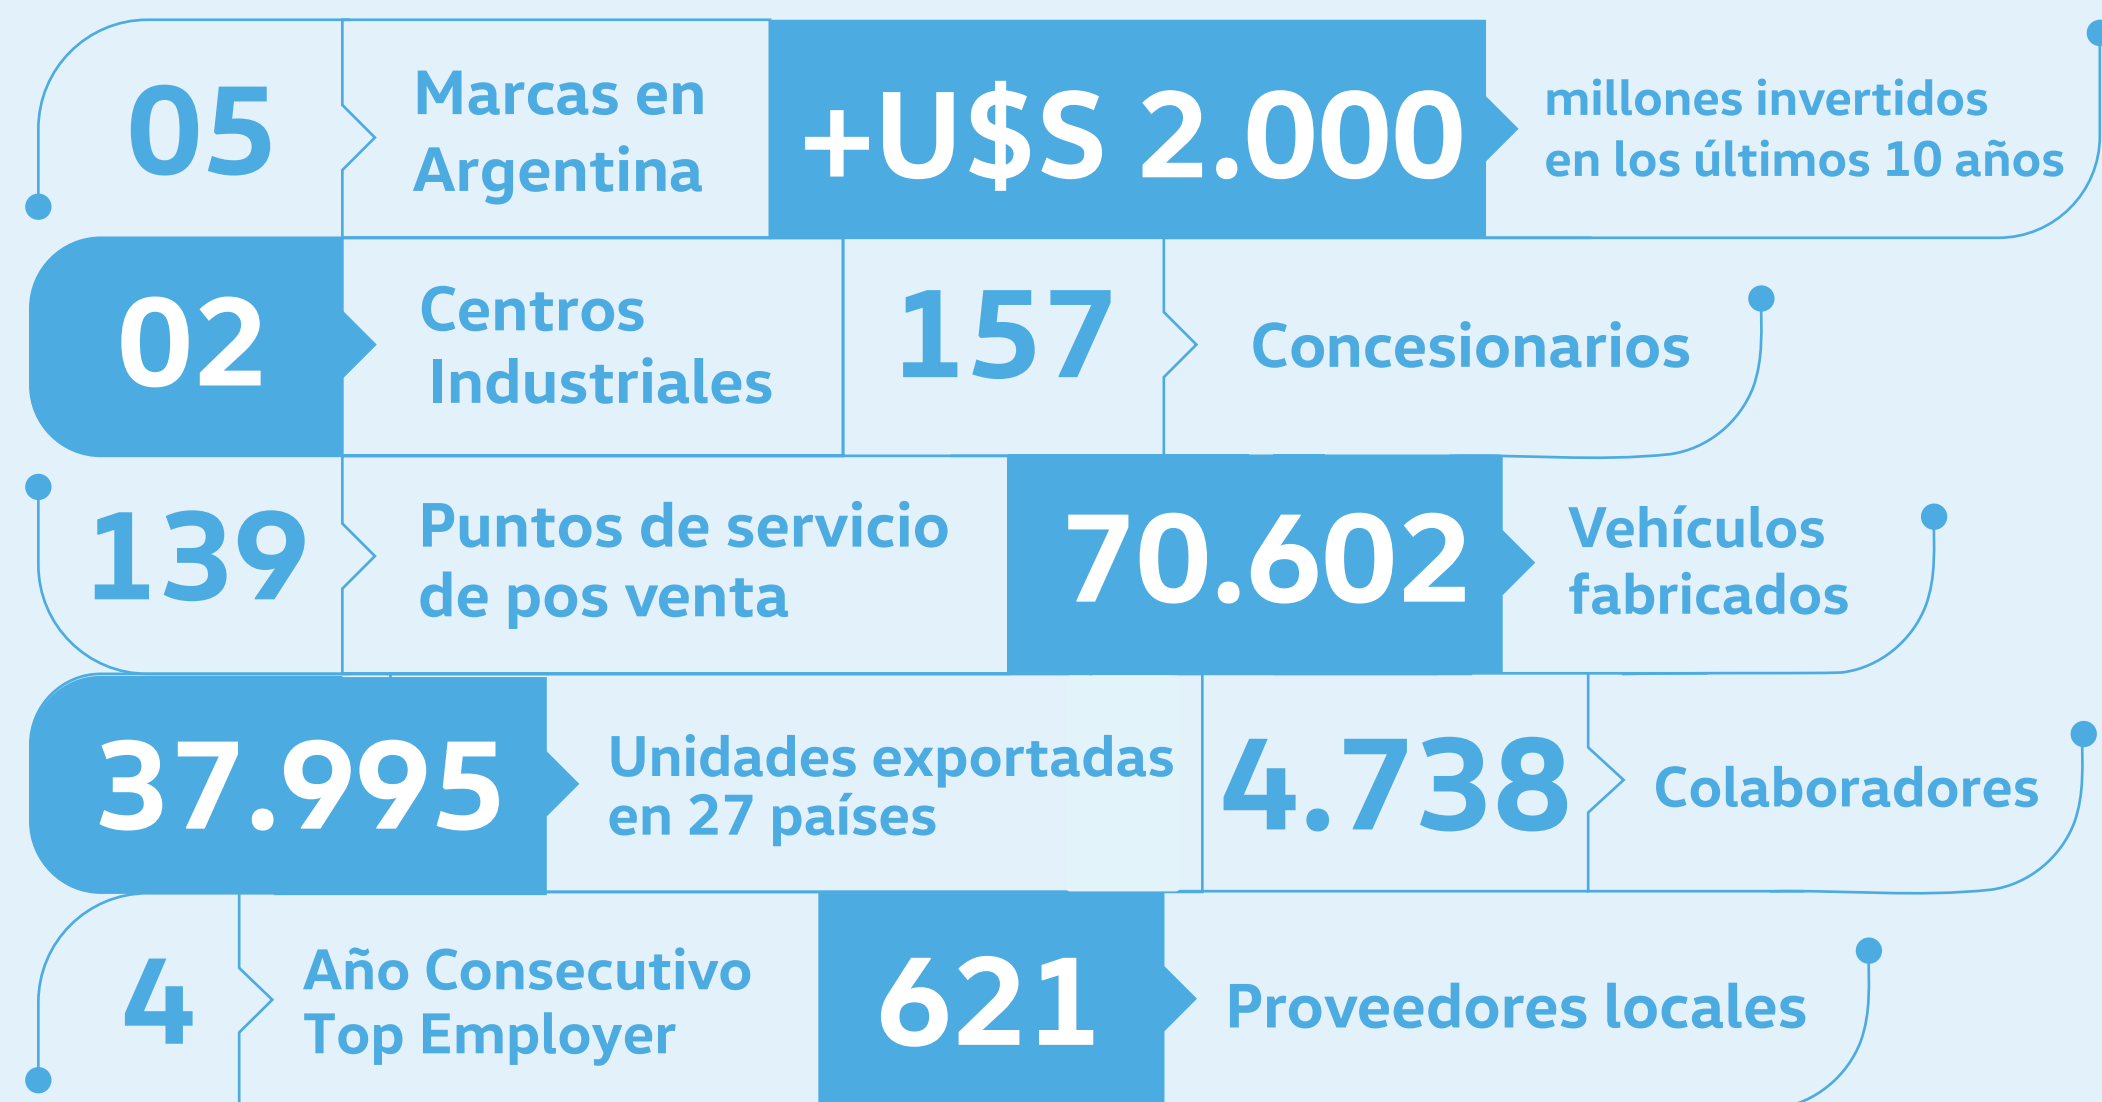 05
Marcas en
Argentina
+U$S 2.000
millones invertidos
en los últimos 10 años
02
Centros
Industriales
157
Concesionarios
139
Puntos de servicio
de pos venta
70.602
Vehículos
fabricados
37.995
Unidades exportadas
en 27 países
4.738
Colaboradores
4
Año Consecutivo
Top Employer
621
Proveedores locales